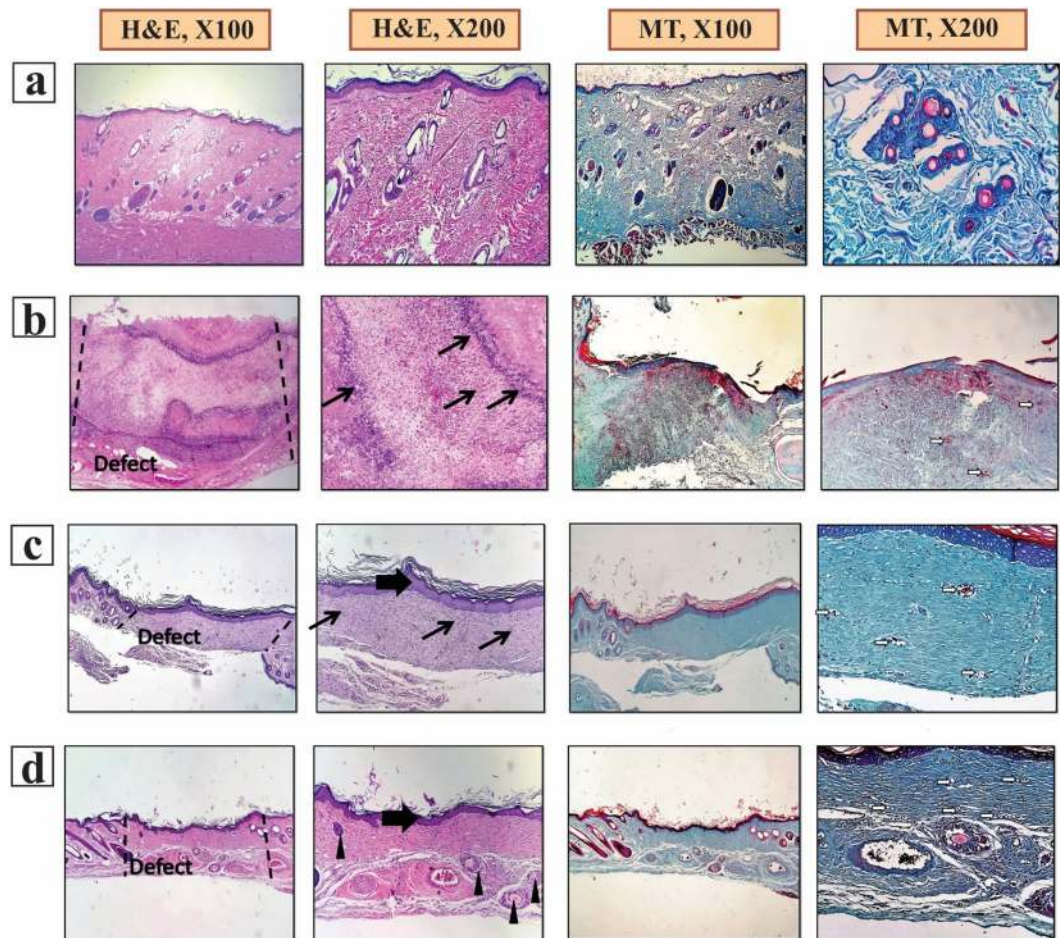 H&E, X100
H&E, X200
MT, X100
MT, X200
a
b
Defect
c
Defect
d
Defect